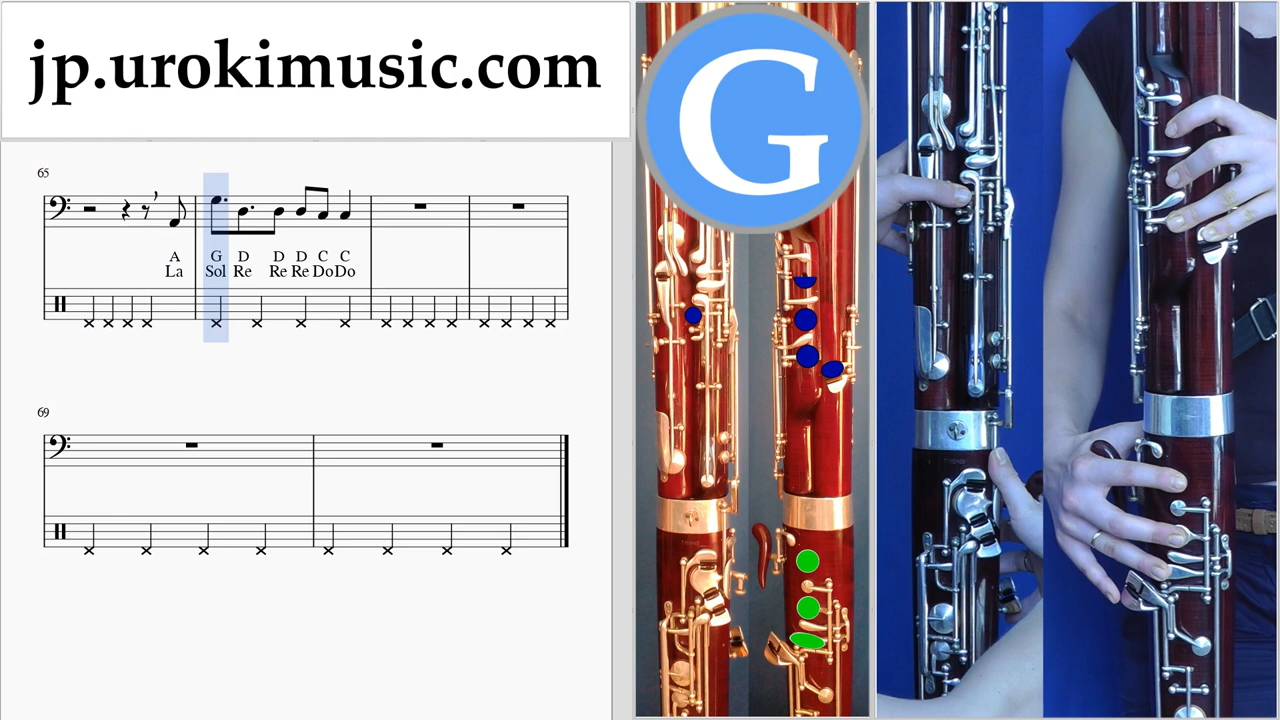 jp.urokimusic.com
G
65
A G D D D C C
La Sol Re Re Re Do Do
69